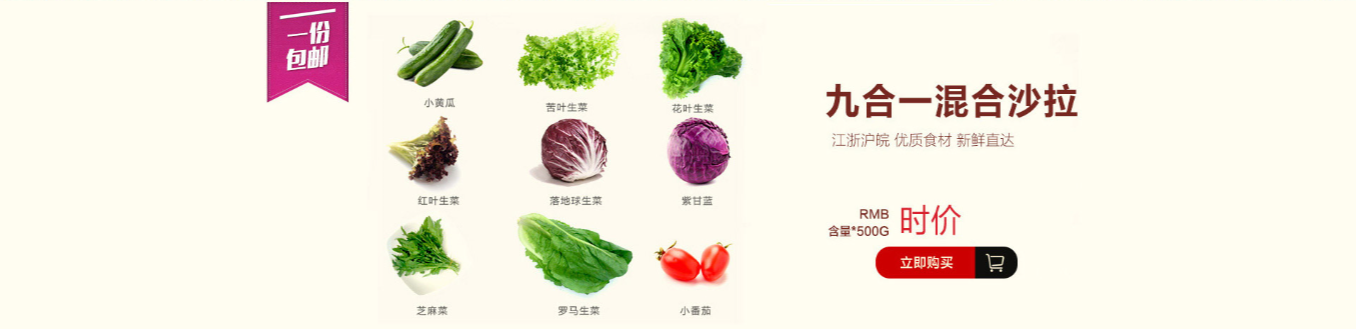 一份
包邮
小黄瓜
苦叶生菜
花叶生菜
红叶生菜
落地球生菜
紫甘蓝
芝麻菜
罗马生菜
小番茄
九合一混合沙拉
江浙沪皖 优质食材 新鲜直达
RMB
含量*500G
时价
立即购买